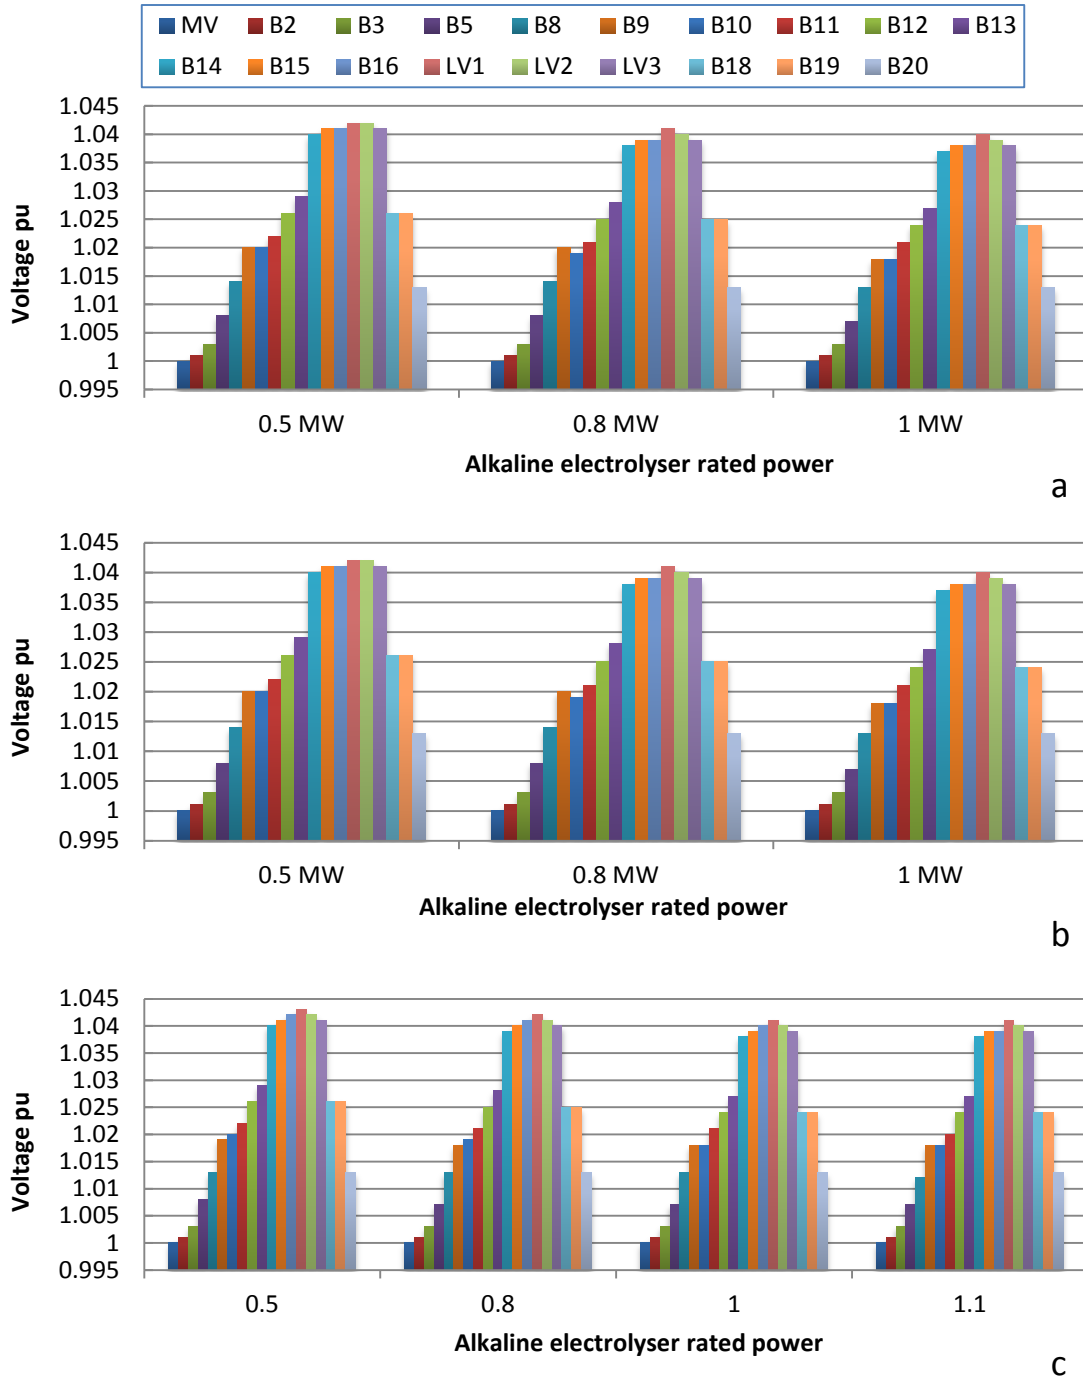 MV B2 B3 B5 B8 B9 B10 B11 B12 B13
B14 B15 B16 LV1 LV2 LV3 B18 B19 B20
1.045
1.04
1.035
1.03
1.025
1.02
1.015
1.01
1.005
1
0.995
Voltage pu
0.5 MW 0.8 MW 1 MW
Alkaline electrolyser rated power
a
1.045
1.04
1.035
1.03
1.025
1.02
1.015
1.01
1.005
1
0.995
Voltage pu
0.5 MW 0.8 MW 1 MW
Alkaline electrolyser rated power
b
1.045
1.04
1.035
1.03
1.025
1.02
1.015
1.01
1.005
1
0.995
Voltage pu
0.5 0.8 1 1.1
Alkaline electrolyser rated power
c